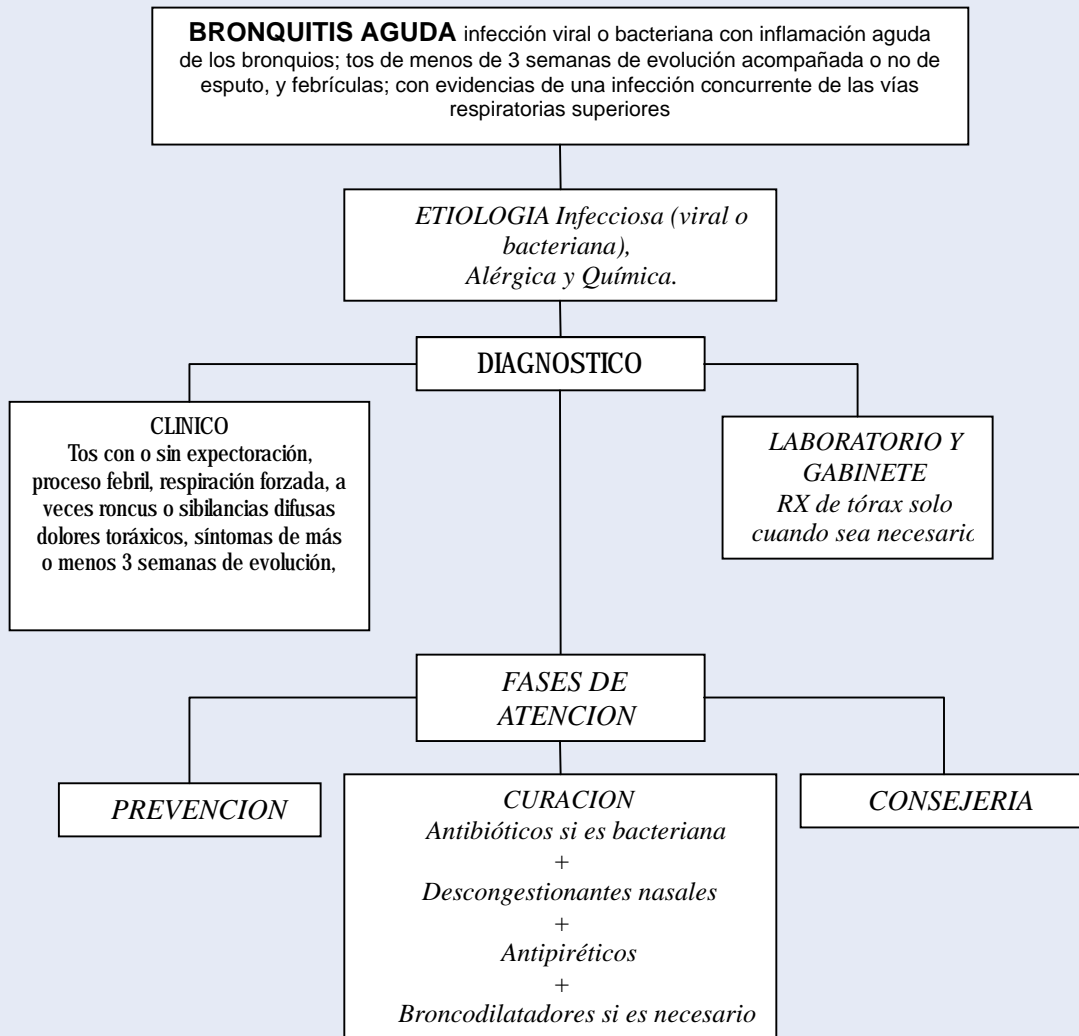 BRONQUITIS AGUDA infección viral o bacteriana con inflamación aguda
de los bronquios; tos de menos de 3 semanas de evolución acompañada o no de
esputo, y febrículas; con evidencias de una infección concurrente de las vías
respiratorias superiores
ETIOLOGIA Infecciosa (viral o
bacteriana),
Alérgica y Química.
DIAGNOSTICO
CLINICO
Tos con o sin expectoración,
proceso febril, respiración forzada, a
veces roncus o sibilancias difusas
dolores toráxicos, síntomas de más
o menos 3 semanas de evolución,
LABORATORIO Y
GABINETE
RX de tórax solo
cuando sea necesario
FASES DE
ATENCION
PREVENCION
CURACION
Antibióticos si es bacteriana
+
Descongestionantes nasales
+
Antipiréticos
+
Broncodilatadores si es necesario
CONSEJERIA